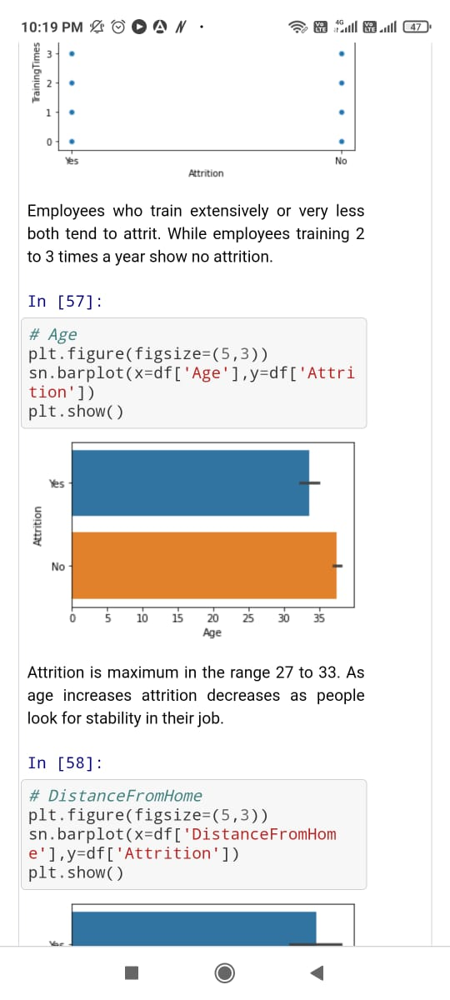 10:19 PM
Vo LTE 4G Vo LTE 47
TrainingTimes
3
2
1
0
Yes No
Attrition
Employees who train extensively or very less
both tend to attrit. While employees training 2
to 3 times a year show no attrition.
In [57]:
# Age
plt.figure(figsize=(5,3))
sn.barplot(x=df['Age'],y=df['Attri
tion'])
plt.show()
Yes
Attrition
No
0 5 10 15 20 25 30 35
Age
Attrition is maximum in the range 27 to 33. As
age increases attrition decreases as people
look for stability in their job.
In [58]:
# DistanceFromHome
plt.figure(figsize=(5,3))
sn.barplot(x=df['DistanceFromHom
e'],y=df['Attrition'])
plt.show()